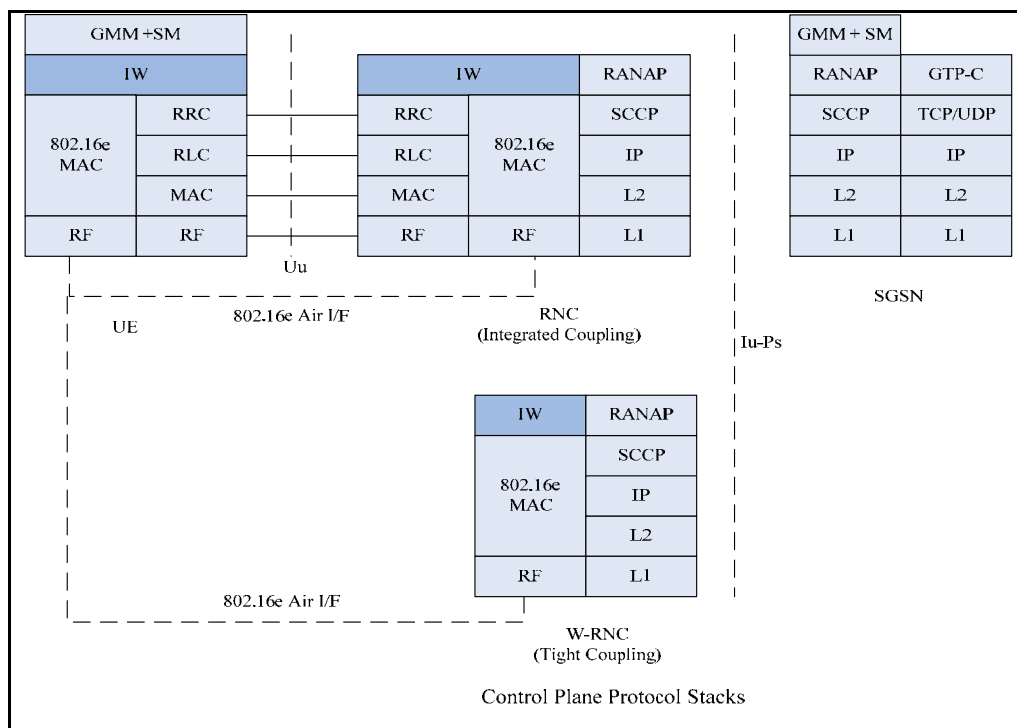 GMM +SM
IW
802.16e
MAC
RRC
RLC
MAC
RF
RF
Uu
UE
802.16e Air I/F
IW
RANAP
RRC
RLC
MAC
RF
802.16e
MAC
RF
SCCP
IP
L2
L1
RNC
(Integrated Coupling)
Iu-Ps
GMM + SM
RANAP
GTP-C
SCCP
TCP/UDP
IP
IP
L2
L2
L1
L1
SGSN
IW
RANAP
802.16e
MAC
SCCP
IP
L2
RF
L1
802.16e Air I/F
W-RNC
(Tight Coupling)
Control Plane Protocol Stacks